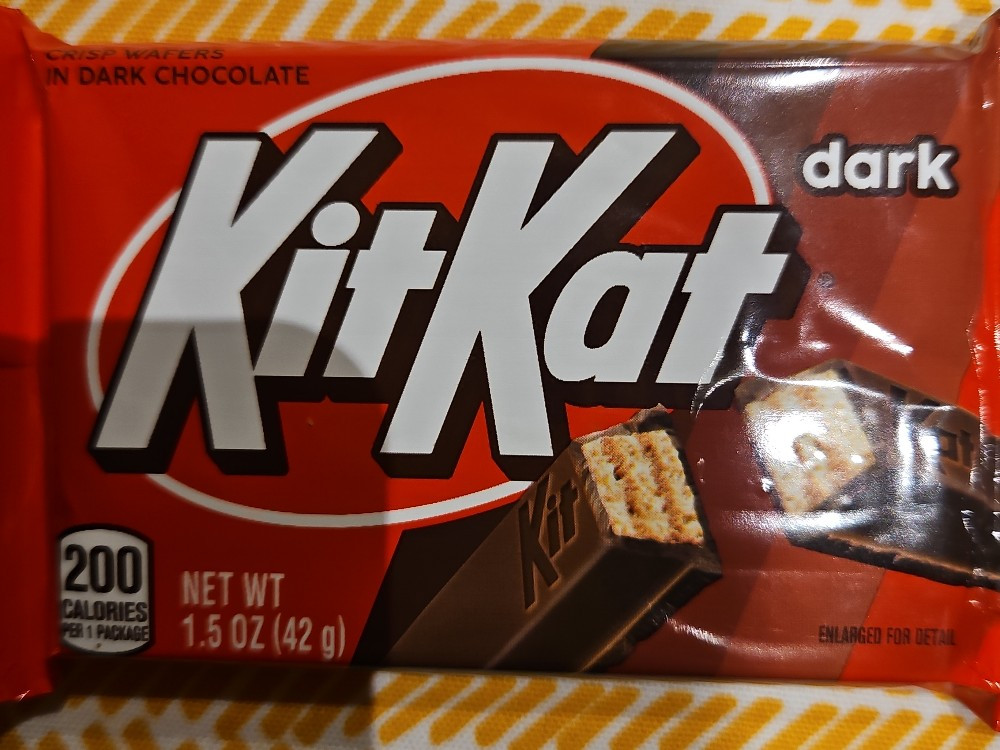 CRISP WAFERS
IN DARK CHOCOLATE
KitKat
dark
®
Kit
Kat
200
CALORIES
PER 1 PACKAGE
NET WT
1.5 OZ (42 g)
ENLARGED FOR DETAIL